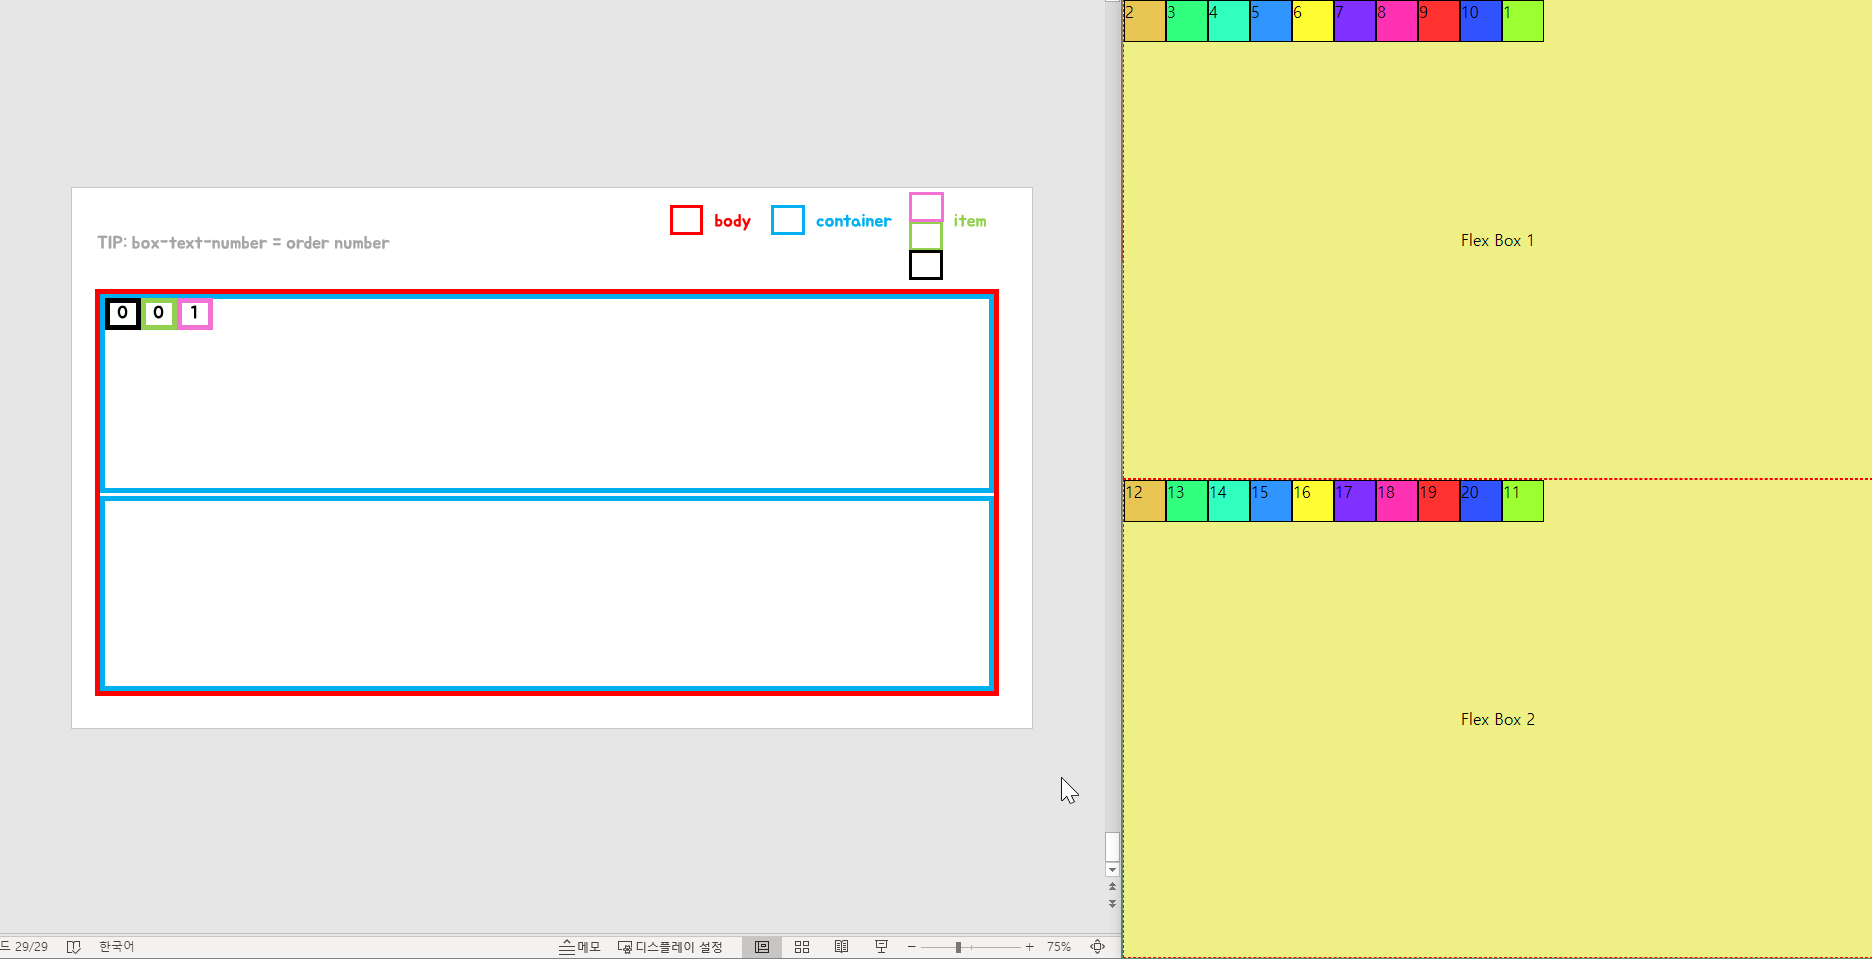 body
container
item
TIP: box-text-number = order number
0 0 1
드 29/29
한국어
메모
디스플레이 설정
75%
2 3 4 5 6 7 8 9 10 1
Flex Box 1
12 13 14 15 16 17 18 19 20 11
Flex Box 2